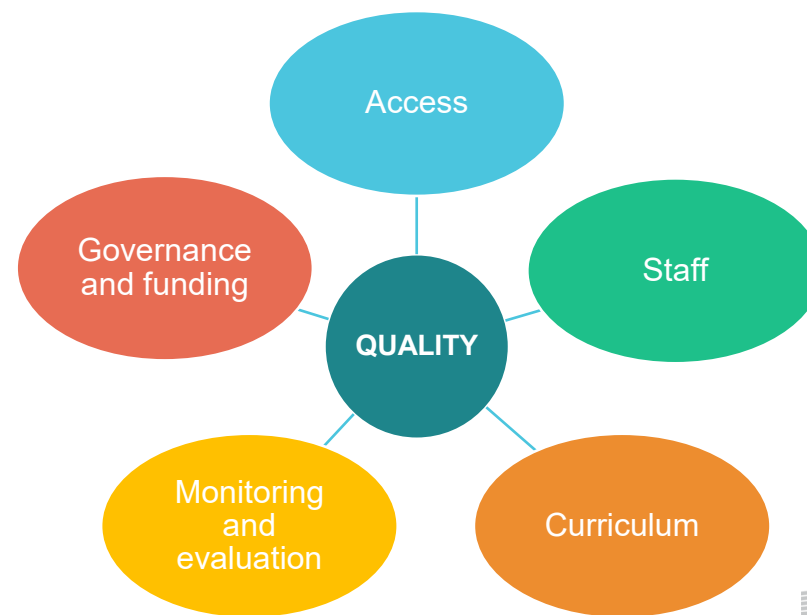 Access
Governance
and funding
Staff
QUALITY
Monitoring
and
evaluation
Curriculum